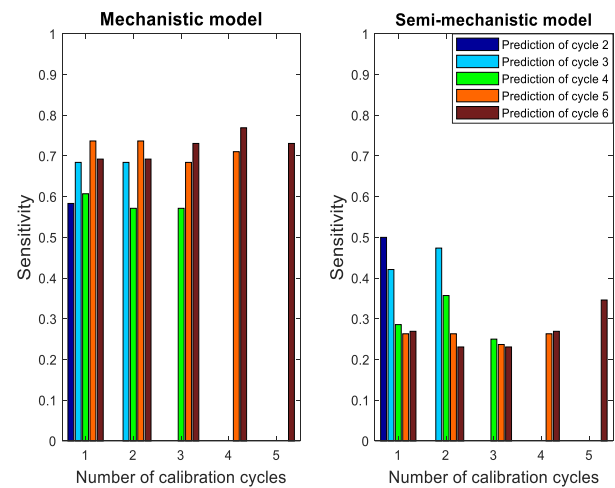 Mechanistic model
1
0.9
0.8
0.7
0.6
0.5
0.4
0.3
0.2
0.1
0
Sensitivity
1 2 3 4 5
Number of calibration cycles
Semi-mechanistic model
Prediction of cycle 2
Prediction of cycle 3
Prediction of cycle 4
Prediction of cycle 5
Prediction of cycle 6
1
0.9
0.8
0.7
0.6
0.5
0.4
0.3
0.2
0.1
0
Sensitivity
1 2 3 4 5
Number of calibration cycles